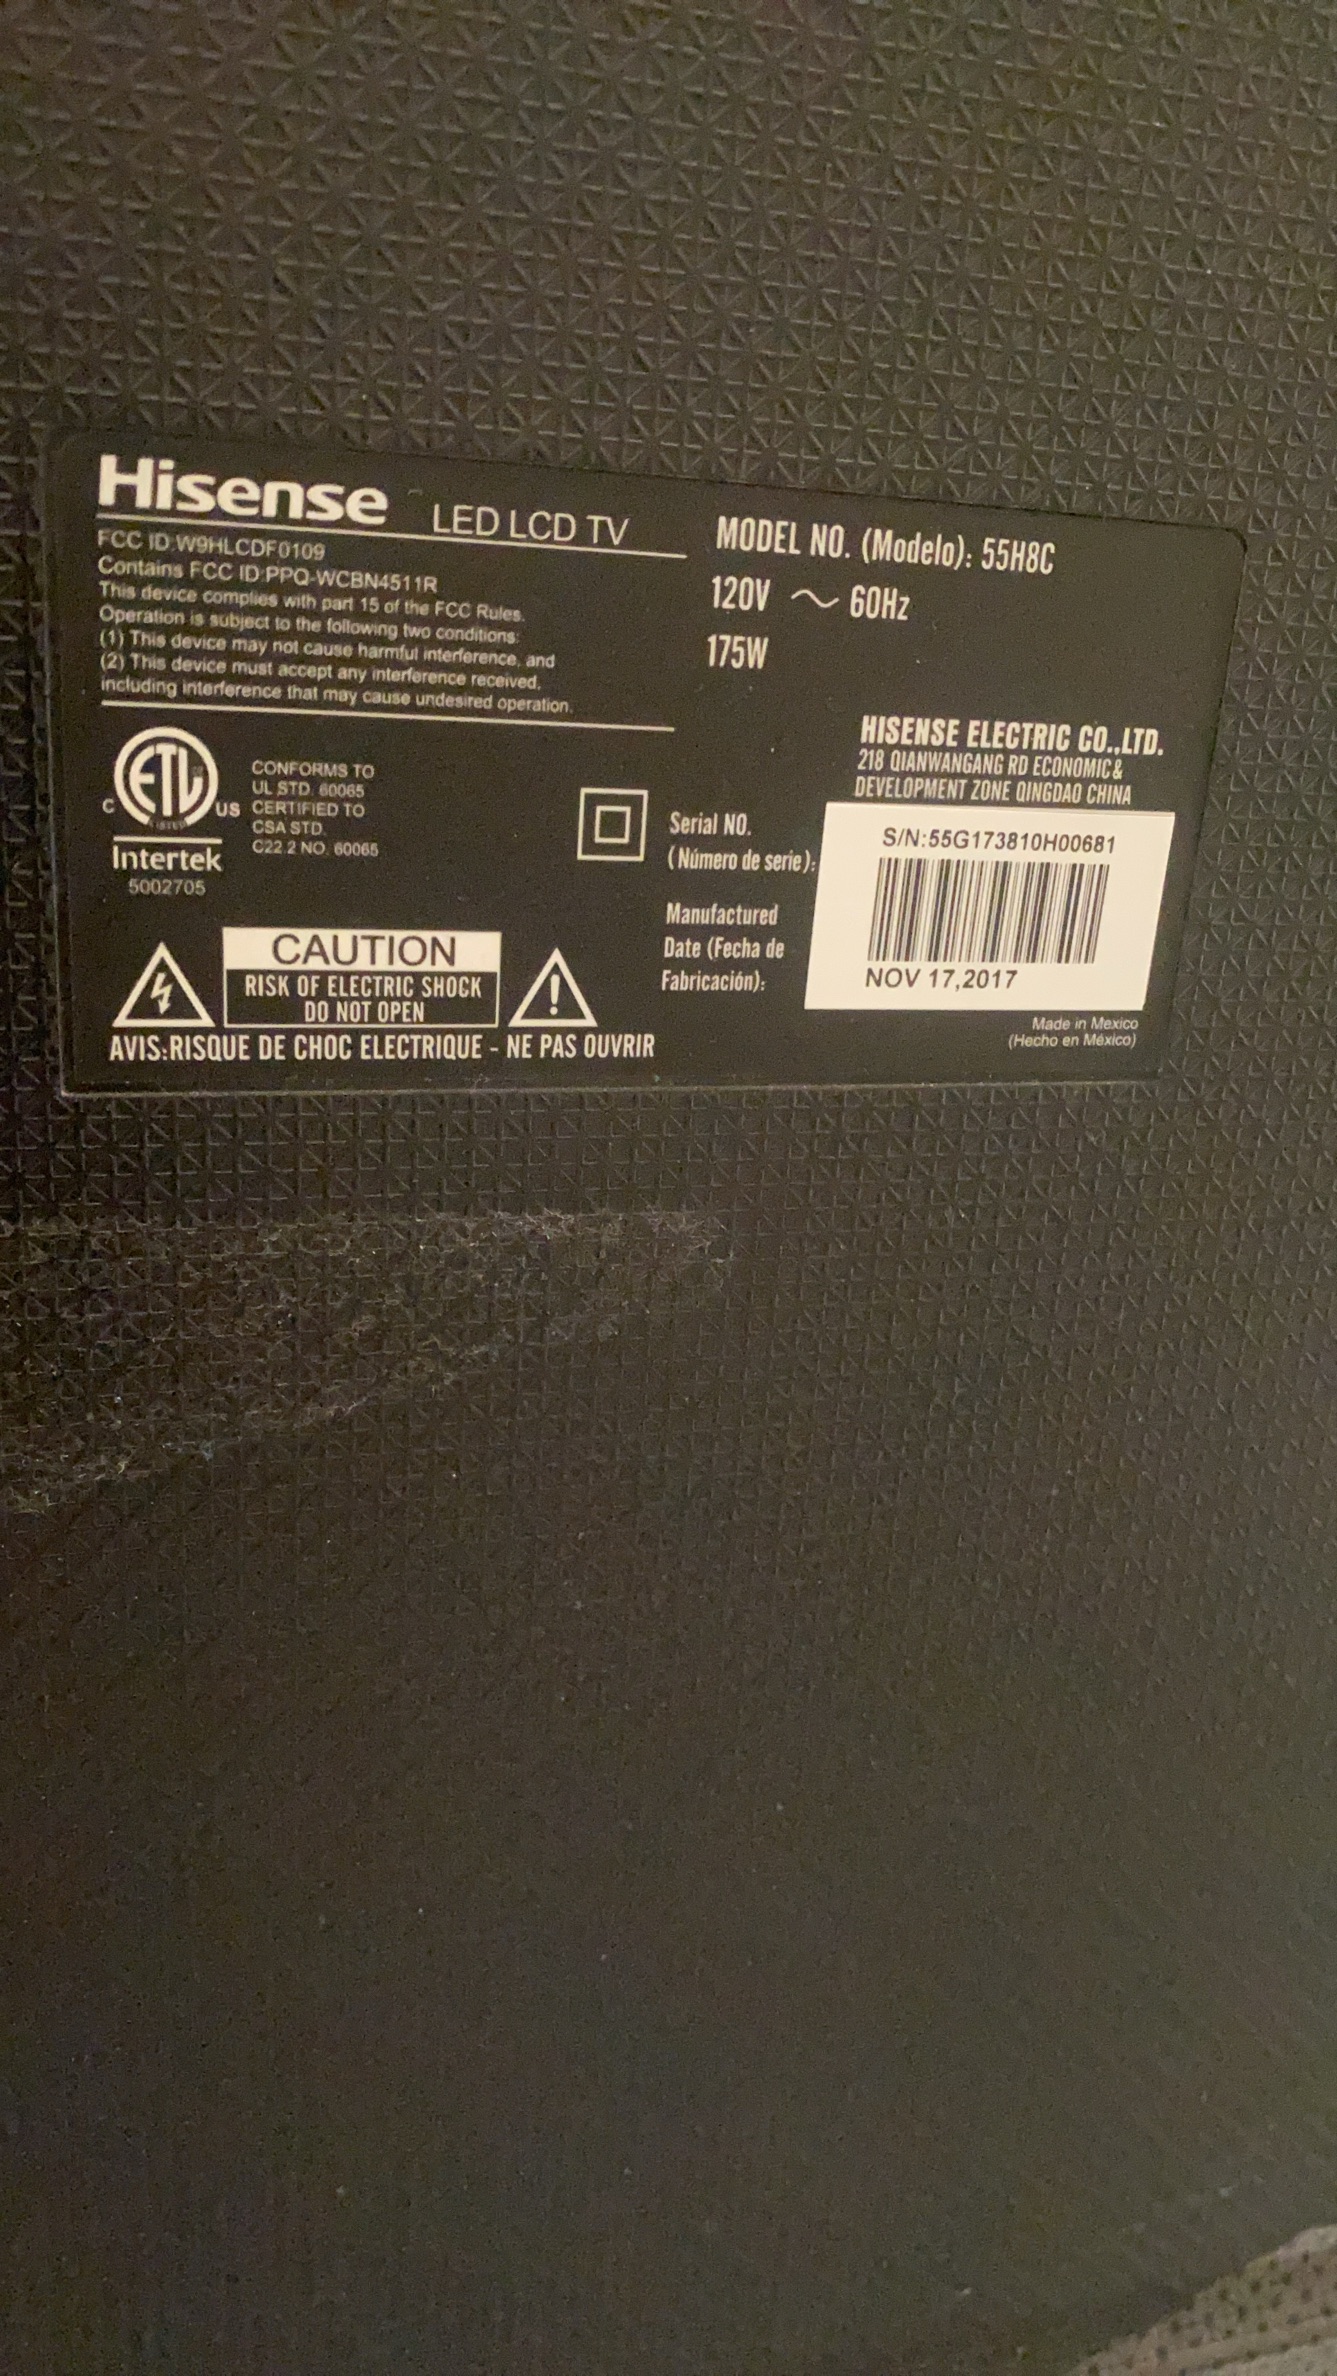 Hisense LED LCD TV
FCC ID:W9HLCDF0109
Contains FCC ID:PPQ-WCBN4511R
This device complies with part 15 of the FCC Rules.
Operation is subject to the following two conditions:
(1) This device may not cause harmful interference, and
(2) This device must accept any interference received,
including interference that may cause undesired operation.
MODEL NO. (Modelo): 55H8C
120V ~ 60Hz
175W
ETL
LISTED
C US
Intertek
5002705
CONFORMS TO
UL STD. 60065
CERTIFIED TO
CSA STD.
C22.2 NO. 60065
HISENSE ELECTRIC CO.,LTD.
218 QIANWANGANG RD ECONOMIC&
DEVELOPMENT ZONE QINGDAO CHINA
Serial NO.
(Número de serie):
S/N:55G173810H00681
Manufactured
Date (Fecha de
Fabricación):
NOV 17,2017
Made in Mexico
(Hecho en México)
CAUTION
RISK OF ELECTRIC SHOCK
DO NOT OPEN
AVIS:RISQUE DE CHOC ELECTRIQUE - NE PAS OUVRIR